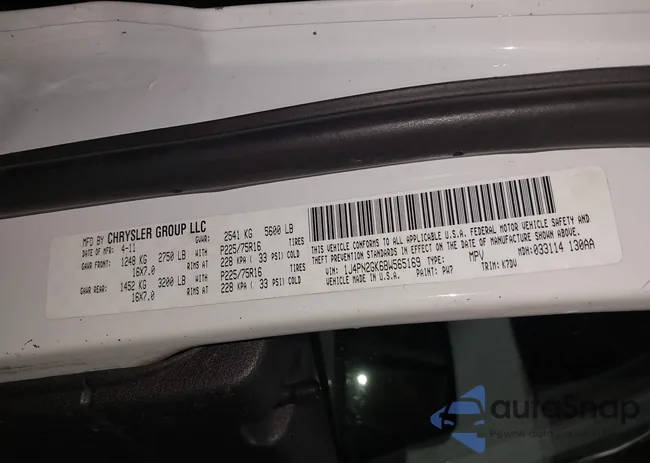 MFD BY CHRYSLER GROUP LLC
DATE OF MFR: 4-11 GVWR: 2541 KG 5600 LB
GAWR FRONT: 1248 KG 2750 LB WITH P225/75R16 TIRES
16X7.0 RIMS AT 228 KPA ( 33 PSI) COLD
GAWR REAR: 1452 KG 3200 LB WITH P225/75R16 TIRES
16X7.0 RIMS AT 228 KPA ( 33 PSI) COLD
THIS VEHICLE CONFORMS TO ALL APPLICABLE U.S.A. FEDERAL MOTOR VEHICLE SAFETY AND
THEFT PREVENTION STANDARDS IN EFFECT ON THE DATE OF MANUFACTURE SHOWN ABOVE.
MDH: 033114 130AA
VIN: 1J4PN2GK6BW565169 TYPE: MPV
VEHICLE MADE IN U.S.A. PAINT: PW7 TRIM: K7DV
autoSnap
Pewne auta